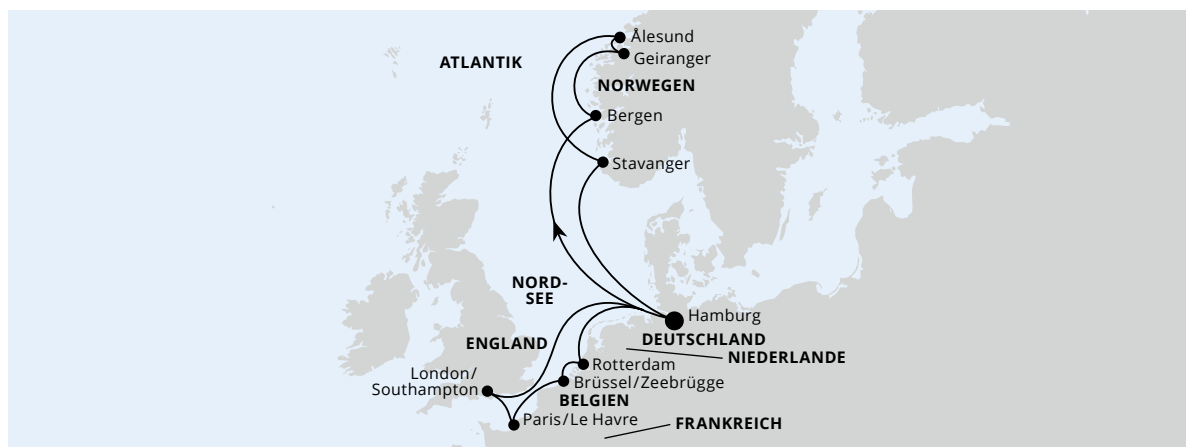 Ålesund
ATLANTIK
Geiranger
NORWEGEN
Bergen
Stavanger
NORD-
SEE
Hamburg
DEUTSCHLAND
ENGLAND
NIEDERLANDE
Rotterdam
London/
Southampton
Brüssel/Zeebrügge
BELGIEN
Paris/Le Havre
FRANKREICH